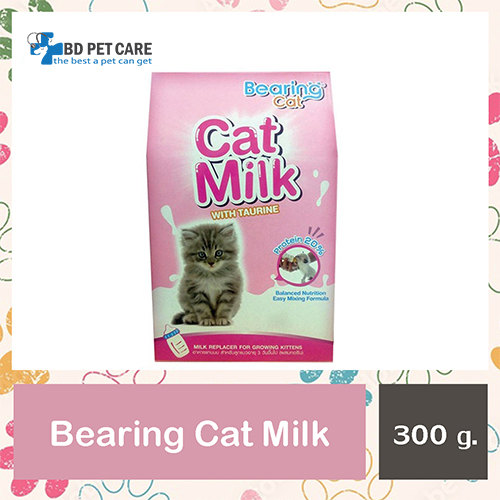 BD PET CARE
the best a pet can get
Bearing
Cat
Cat
Milk
WITH TAURINE
Protein 20%
Balanced Nutrition
Easy Mixing Formula
MILK REPLACER FOR GROWING KITTENS
Bearing Cat Milk
300 g.